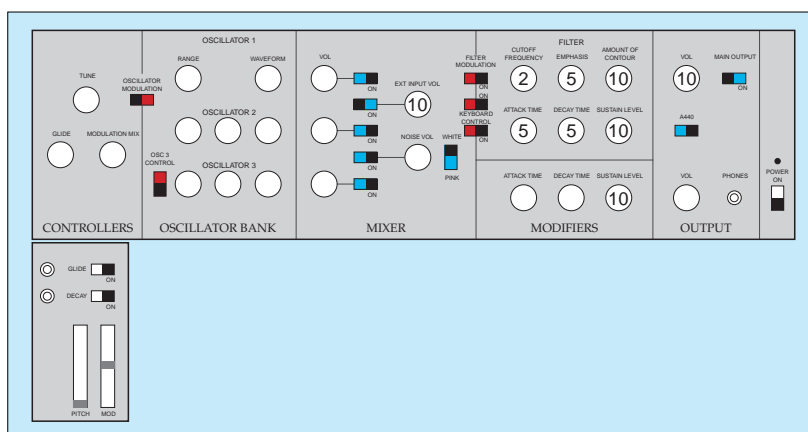 OSCILLATOR 1
TUNE
OSCILLATOR
MODULATION
RANGE
WAVEFORM
OSCILLATOR 2
GLIDE
MODULATION MIX
OSC 3
CONTROL
OSCILLATOR 3
CONTROLLERS
OSCILLATOR BANK
VOL
ON
EXT INPUT VOL
10
ON
ON
NOISE VOL
WHITE
ON
PINK
ON
MIXER
FILTER
FILTER
MODULATION
ON
ON
KEYBOARD
CONTROL
ON
CUTOFF
FREQUENCY
EMPHASIS
AMOUNT OF
CONTOUR
2
5
10
ATTACK TIME
DECAY TIME
SUSTAIN LEVEL
5
5
10
ATTACK TIME
DECAY TIME
SUSTAIN LEVEL
10
MODIFIERS
VOL
MAIN OUTPUT
10
ON
A440
VOL
PHONES
OUTPUT
POWER
ON
GLIDE
ON
DECAY
ON
PITCH
MOD